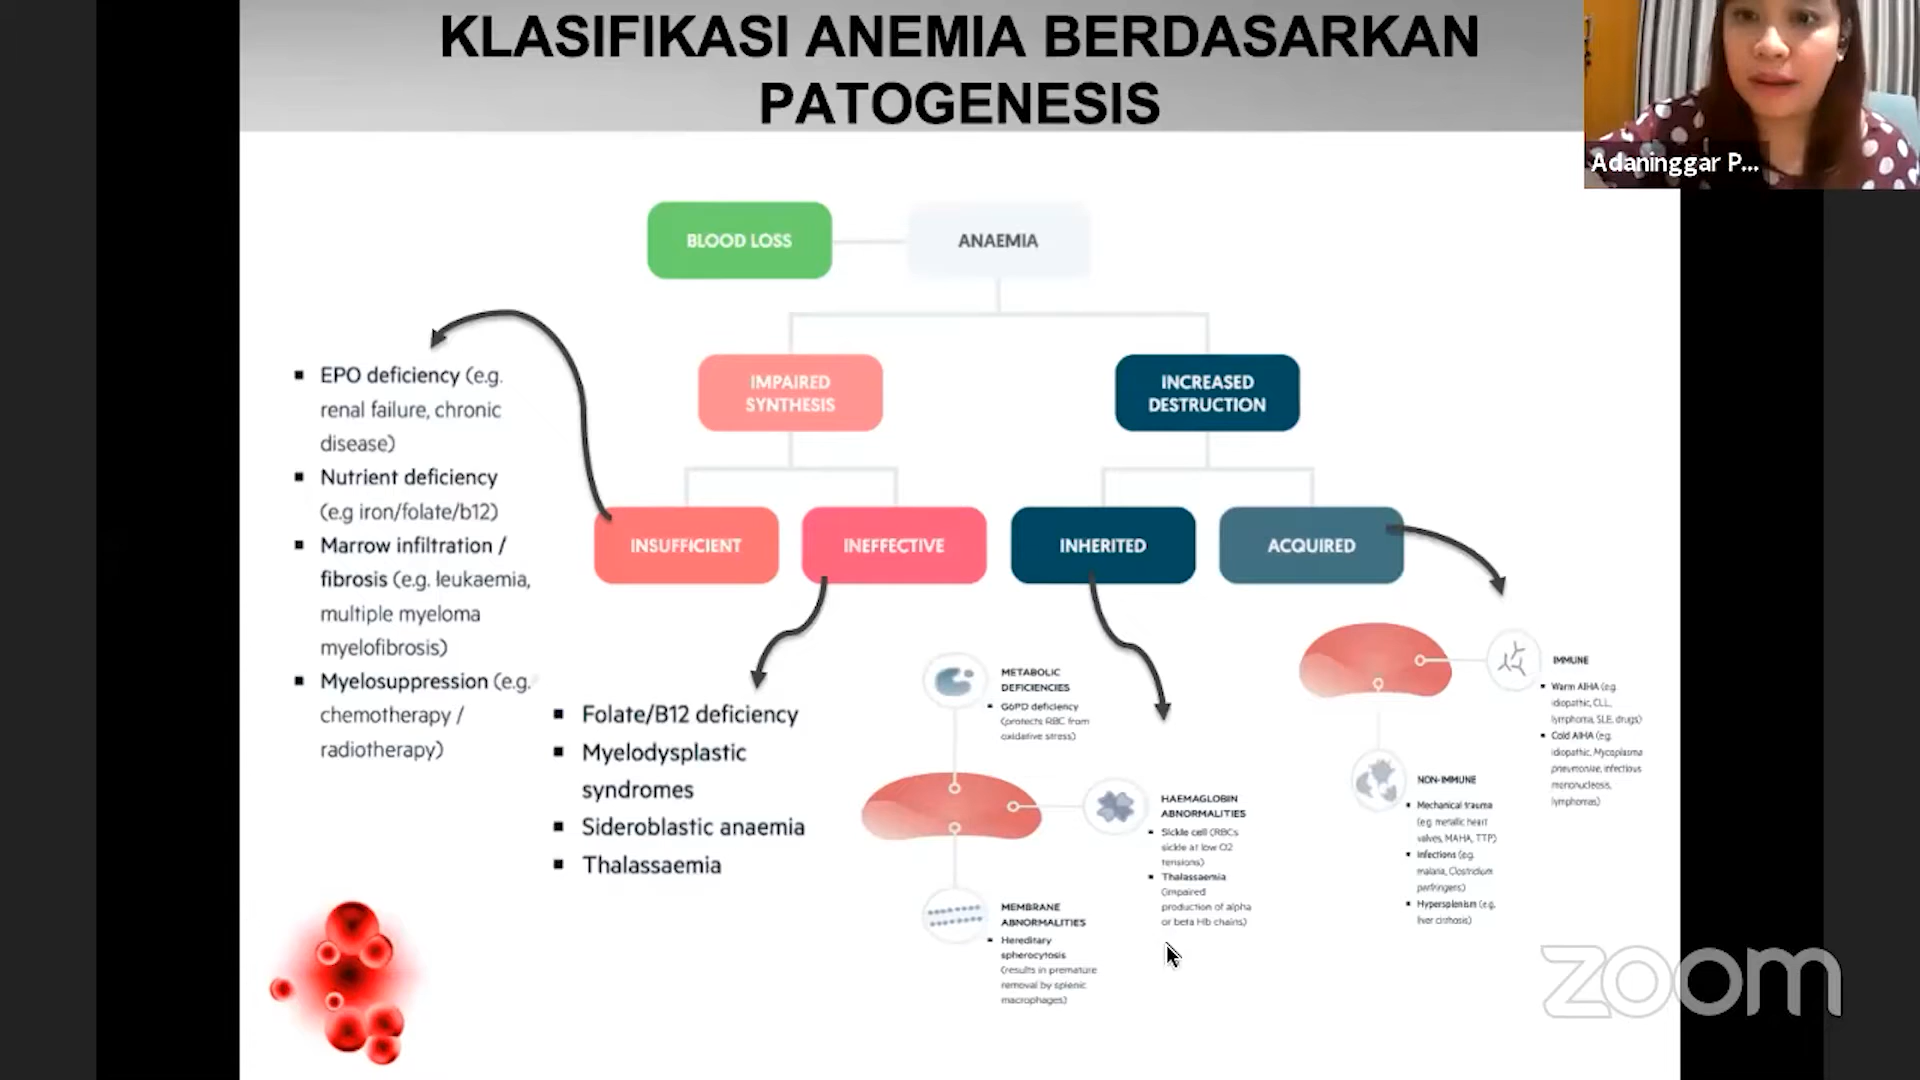 KLASIFIKASI ANEMIA BERDASARKAN
PATOGENESIS
Adaninggar P...
BLOOD LOSS
ANAEMIA
IMPAIRED
SYNTHESIS
INCREASED
DESTRUCTION
INSUFFICIENT
INEFFECTIVE
INHERITED
ACQUIRED
▪ EPO deficiency (e.g.
renal failure, chronic
disease)
▪ Nutrient deficiency
(e.g iron/folate/b12)
▪ Marrow infiltration /
fibrosis (e.g. leukaemia,
multiple myeloma
myelofibrosis)
▪ Myelosuppression (e.g.
chemotherapy /
radiotherapy)
▪ Folate/B12 deficiency
▪ Myelodysplastic
syndromes
▪ Sideroblastic anaemia
▪ Thalassaemia
METABOLIC
DEFICIENCIES
▪ G6PD deficiency
(protects RBC from
oxidative stress)
HAEMAGLOBIN
ABNORMALITIES
▪ Sickle cell (RBCs
sickle at low O2
tensions)
▪ Thalassaemia
(impaired
production of alpha
or beta Hb chains)
MEMBRANE
ABNORMALITIES
▪ Hereditary
spherocytosis
(results in premature
removal by splenic
macrophages)
IMMUNE
▪ Warm AIHA (e.g.
idiopathic, CLL,
lymphoma, SLE, drugs)
▪ Cold AIHA (e.g.
idiopathic, Mycoplasma
pneumoniae, infectious
mononucleosis,
lymphomas)
NON-IMMUNE
▪ Mechanical trauma
(e.g. metallic heart
valves, MAHA, TTP)
▪ Infections (e.g.
malaria, Clostridium
perfringens)
▪ Hypersplenism (e.g.
liver cirrhosis)
zoom